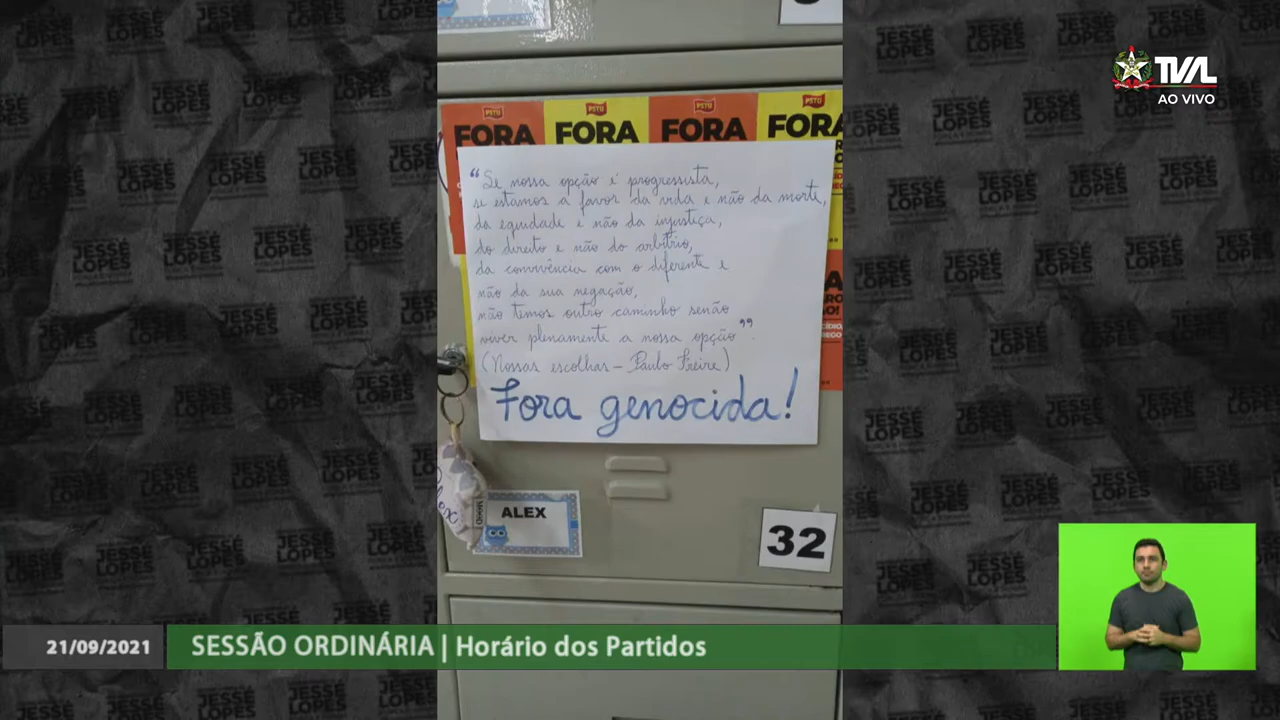 TVAL
AO VIVO
PSTU PSTU PSTU
FORA FORA FORA FORA
"Se nossa opção é progressista,
se estamos a favor da vida e não da morte,
da equidade e não da injustiça,
do direito e não do arbítrio,
da convivência com o diferente e
não da sua negação,
não temos outro caminho senão
viver plenamente a nossa opção".
(Nossas escolhas - Paulo Freire)
Fora genocida!
ALEX
32
JESSÉ
LOPES
21/09/2021
SESSÃO ORDINÁRIA | Horário dos Partidos